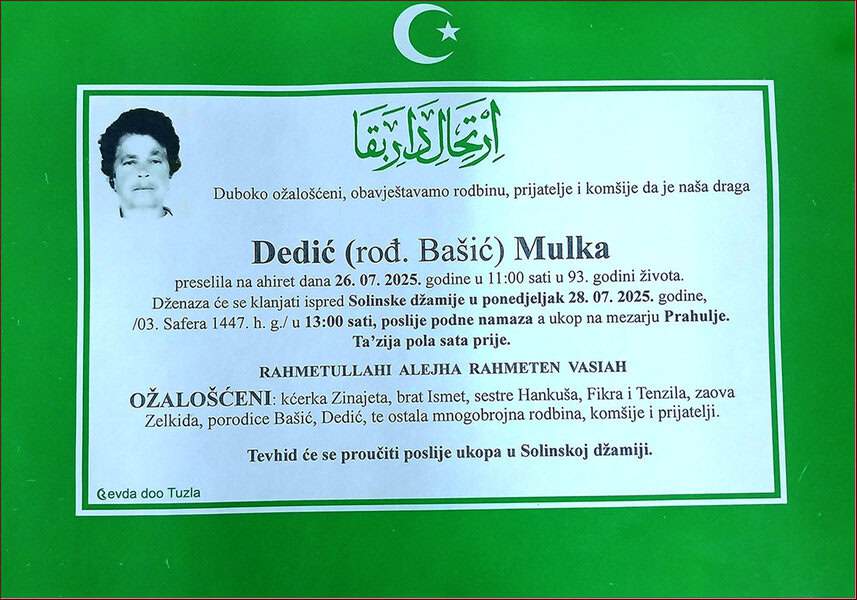 اِرْتِحَالِ دَارِ بَقَا
Duboko ožalošćeni, obavještavamo rodbinu, prijatelje i komšije da je naša draga
Dedić (rođ. Bašić) Mulka
preselila na ahiret dana 26. 07. 2025. godine u 11:00 sati u 93. godini života.
Dženaza će se klanjati ispred Solinske džamije u ponedjeljak 28. 07. 2025. godine,
/03. Safera 1447. h. g./ u 13:00 sati, poslije podne namaza a ukop na mezarju Prahulje.
Ta'zija pola sata prije.
RAHMETULLAHI ALEJHA RAHMETEN VASIAH
OŽALOŠĆENI: kćerka Zinajeta, brat Ismet, sestre Hankuša, Fikra i Tenzila, zaova
Zelkida, porodice Bašić, Dedić, te ostala mnogobrojna rodbina, komšije i prijatelji.
Tevhid će se proučiti poslije ukopa u Solinskoj džamiji.
evda doo Tuzla